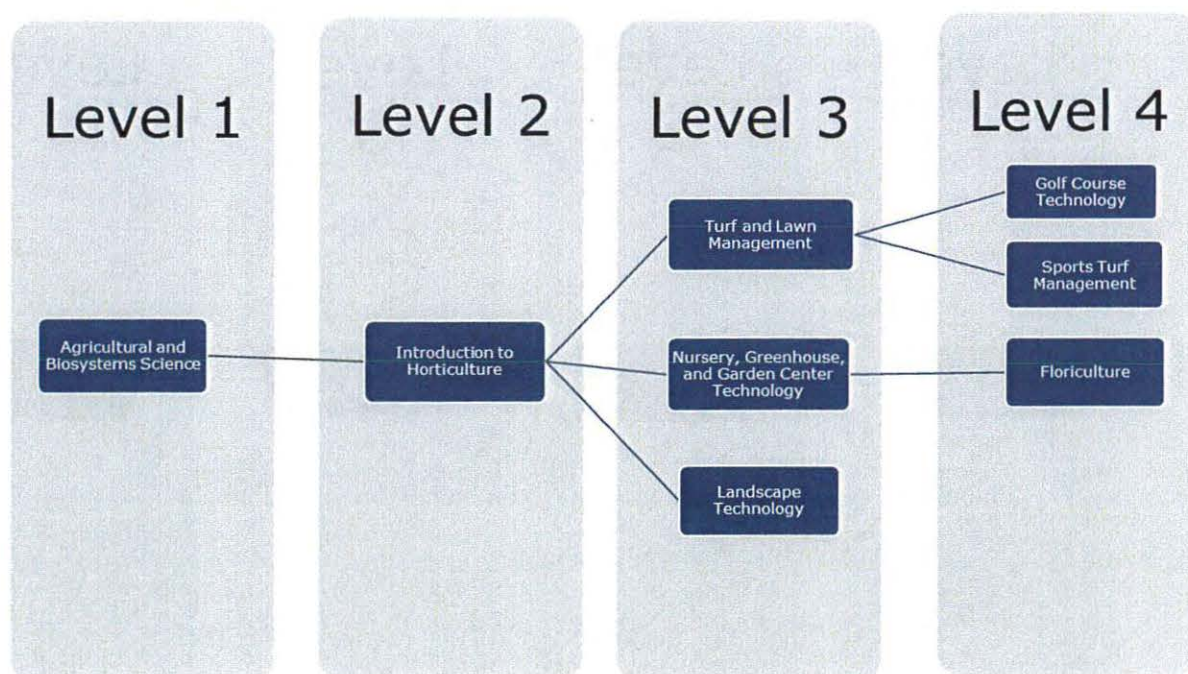 Level 1
Agricultural and
Biosystems Science
Level 2
Introduction to
Horticulture
Level 3
Turf and Lawn
Management
Nursery, Greenhouse,
and Garden Center
Technology
Landscape
Technology
Level 4
Golf Course
Technology
Sports Turf
Management
Floriculture